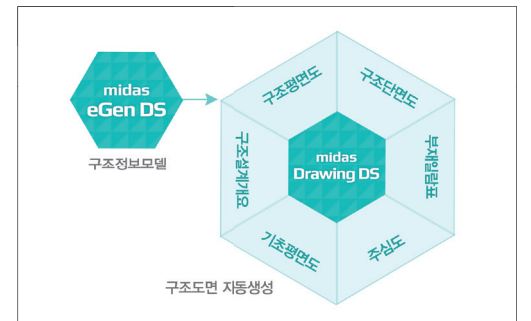 midas
eGen DS
구조정보모델
구조평면도
구조단면도
부재일람표
주심도
기초평면도
구조설계개요
midas
Drawing DS
구조도면 자동생성